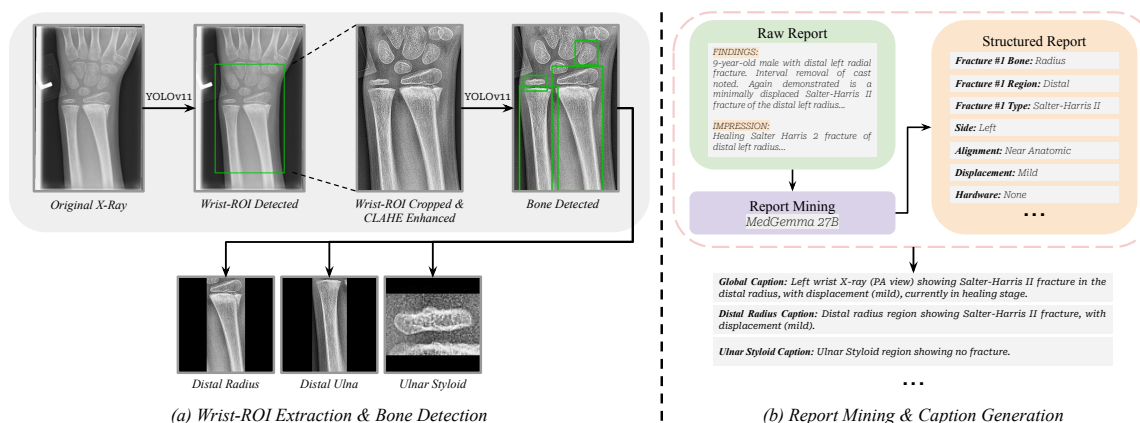 YOLOv11
YOLOv11
Original X-Ray
Wrist-ROI Detected
Wrist-ROI Cropped &
CLAHE Enhanced
Bone Detected
Distal Radius
Distal Ulna
Ulnar Styloid
(a) Wrist-ROI Extraction & Bone Detection
Raw Report
FINDINGS:
9-year-old male with distal left radial
fracture. Interval removal of cast
noted. Again demonstrated is a
minimally displaced Salter-Harris II
fracture of the distal left radius...
IMPRESSION:
Healing Salter Harris 2 fracture of
distal left radius...
Report Mining
MedGemma 27B
Structured Report
Fracture #1 Bone: Radius
Fracture #1 Region: Distal
Fracture #1 Type: Salter-Harris II
Side: Left
Alignment: Near Anatomic
Displacement: Mild
Hardware: None
...
Global Caption: Left wrist X-ray (PA view) showing Salter-Harris II fracture in the
distal radius, with displacement (mild), currently in healing stage.
Distal Radius Caption: Distal radius region showing Salter-Harris II fracture, with
displacement (mild).
Ulnar Styloid Caption: Ulnar Styloid region showing no fracture.
...
(b) Report Mining & Caption Generation